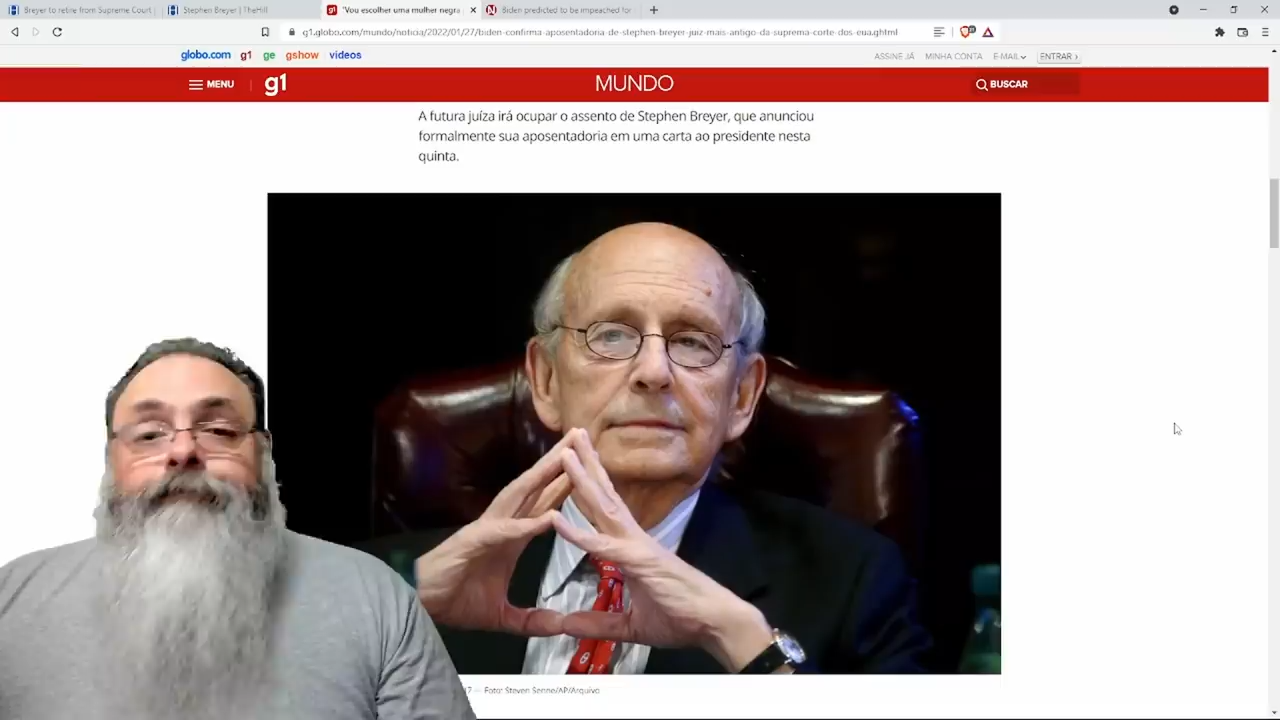 Breyer to retire from Supreme Court
Stephen Breyer | TheHill
"Vou escolher uma mulher negra
Biden predicted to be impeached for
g1.globo.com/mundo/noticia/2022/01/27/biden-confirma-aposentadoria-de-stephen-breyer-juiz-mais-antigo-da-suprema-corte-dos-eua.ghtml
globo.com g1 ge gshow vídeos
ASSINE JÁ MINHA CONTA E-MAIL ENTRAR ›
MENU g1 MUNDO BUSCAR
A futura juíza irá ocupar o assento de Stephen Breyer, que anunciou
formalmente sua aposentadoria em uma carta ao presidente nesta
quinta.
— Foto: Steven Senne/AP/Arquivo